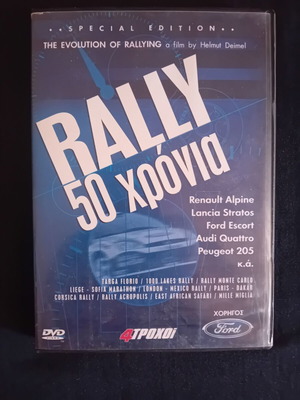 ..SPECIAL EDITION..
THE EVOLUTION OF RALLYING a film by Helmut Deimel
RALLY
50 χρόνια
Renault Alpine
Lancia Stratos
Ford Escort
Audi Quattro
Peugeot 205
κ.ά.
TARGA FLORIO / 1000 LAKES RALLY / RALLY MONTE CARLO
LIEGE - SOFIA MARATHON / LONDON - MEXICO RALLY / PARIS - DAKAR
CORSICA RALLY / RALLY ACROPOLIS / EAST AFRICAN SAFARI / MILLE MIGLIA
DVD
VIDEO
4ΤΡΟΧΟΙ
ΧΟΡΗΓΟΣ
Ford